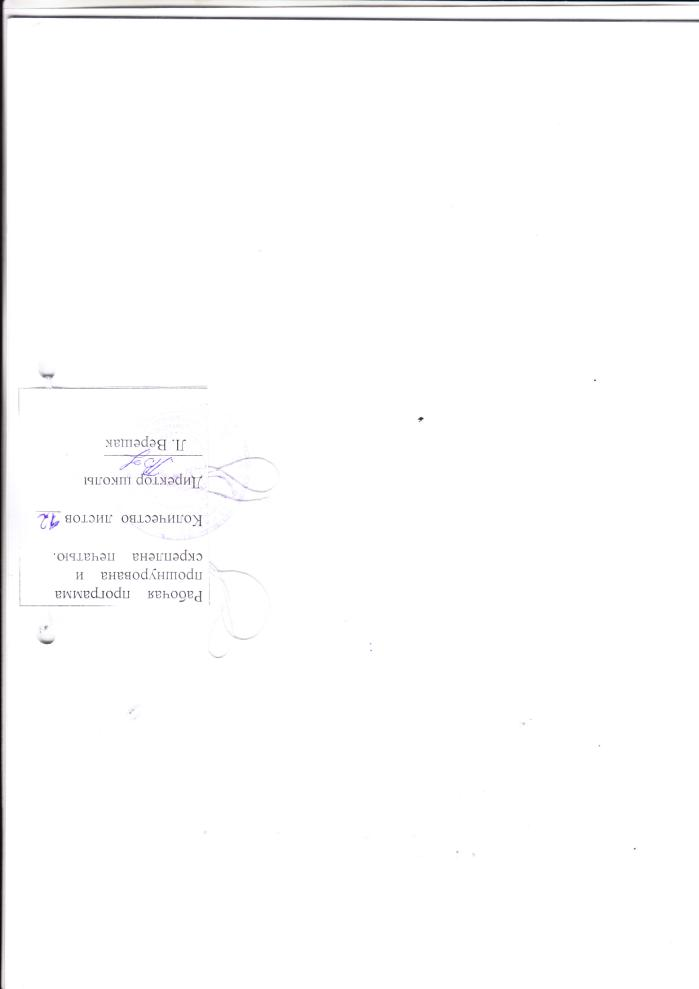 Рабочая программа
прошнурована и
скреплена печатью.
Количество листов 12
Директор школы
Л. Верещак